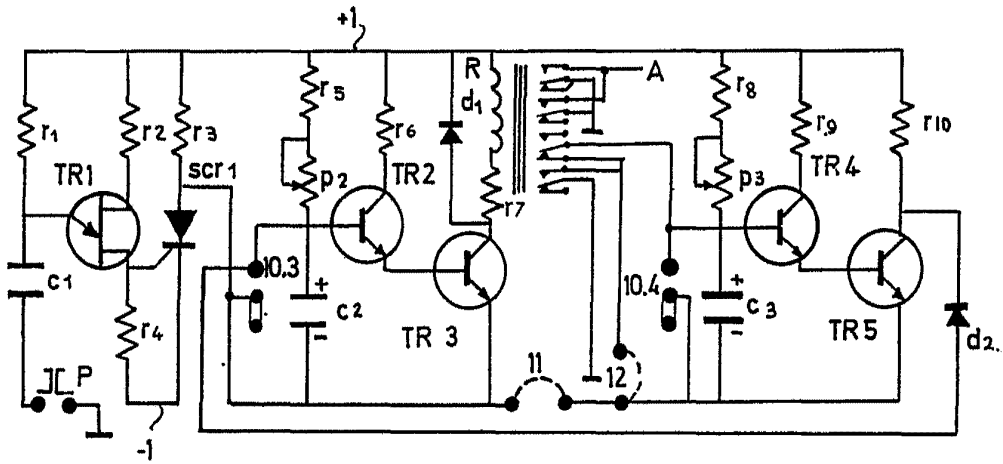 +1
R
A
r5
r8
d1
r1
r2
r3
r6
r9
r10
scr1
TR1
p2
TR2
p3
TR4
r7
10.3
10.4
c1
+
c2
-
+
c3
-
r4
TR 3
TR5
d2.
P
11
12
-1